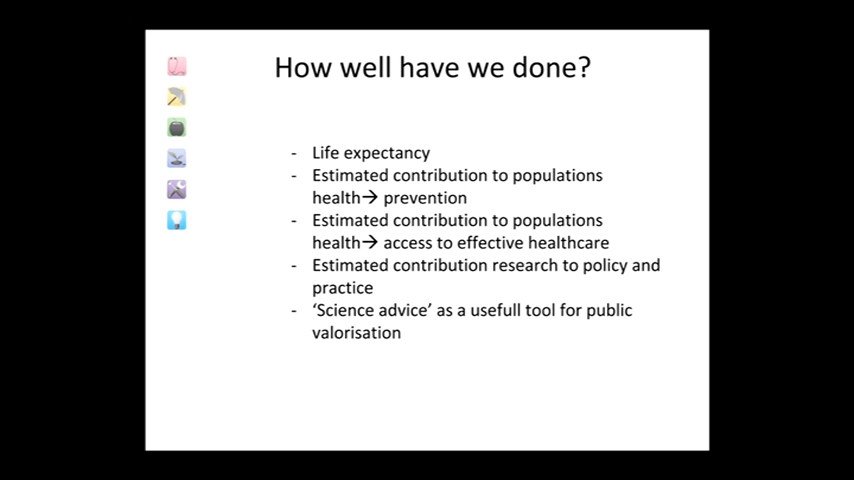 How well have we done?
- Life expectancy
- Estimated contribution to populations
health→ prevention
- Estimated contribution to populations
health→ access to effective healthcare
- Estimated contribution research to policy and
practice
- ‘Science advice’ as a usefull tool for public
valorisation